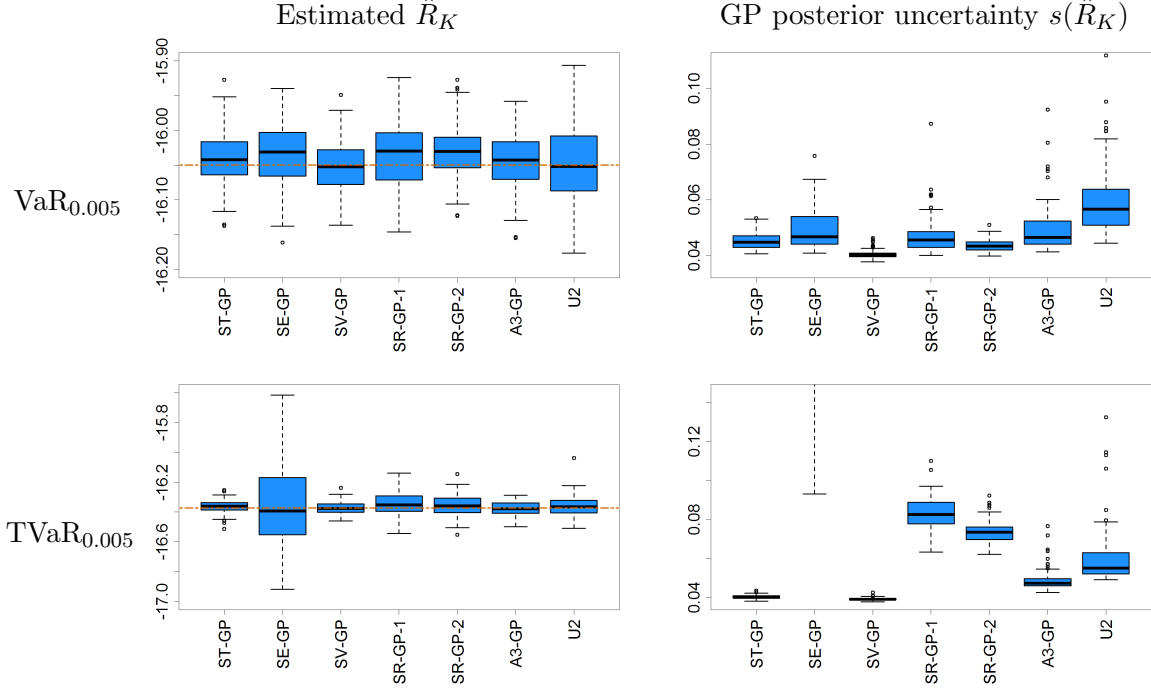 Estimated R̂_K
GP posterior uncertainty s(R̂_K)
VaR_0.005
-15.90
-16.00
-16.10
-16.20
ST-GP
SE-GP
SV-GP
SR-GP-1
SR-GP-2
A3-GP
U2
0.10
0.08
0.06
0.04
ST-GP
SE-GP
SV-GP
SR-GP-1
SR-GP-2
A3-GP
U2
TVaR_0.005
-15.8
-16.2
-16.6
-17.0
ST-GP
SE-GP
SV-GP
SR-GP-1
SR-GP-2
A3-GP
U2
0.12
0.08
0.04
ST-GP
SE-GP
SV-GP
SR-GP-1
SR-GP-2
A3-GP
U2